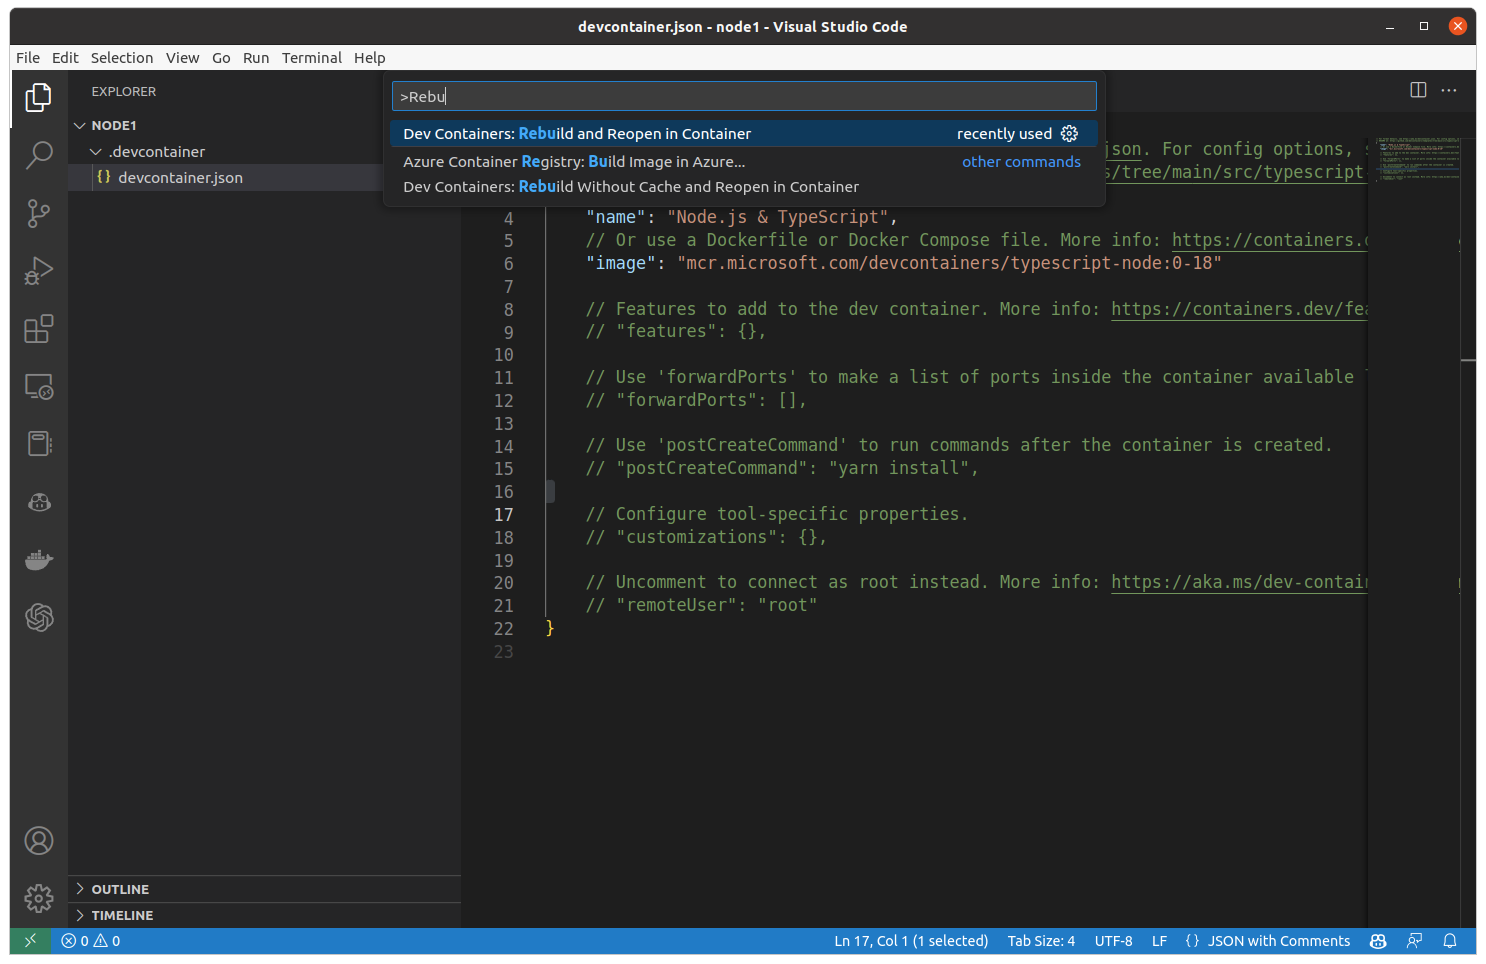 devcontainer.json - node1 - Visual Studio Code
File Edit Selection View Go Run Terminal Help
EXPLORER
NODE1
.devcontainer
{} devcontainer.json
OUTLINE
TIMELINE
>Rebu
Dev Containers: Rebuild and Reopen in Container recently used
Azure Container Registry: Build Image in Azure... other commands
Dev Containers: Rebuild Without Cache and Reopen in Container
json. For config options,
s/tree/main/src/typescript-
4 "name": "Node.js & TypeScript",
5 // Or use a Dockerfile or Docker Compose file. More info: https://containers.
6 "image": "mcr.microsoft.com/devcontainers/typescript-node:0-18"
7
8 // Features to add to the dev container. More info: https://containers.dev/fea
9 // "features": {},
10
11 // Use 'forwardPorts' to make a list of ports inside the container available
12 // "forwardPorts": [],
13
14 // Use 'postCreateCommand' to run commands after the container is created.
15 // "postCreateCommand": "yarn install",
16
17 // Configure tool-specific properties.
18 // "customizations": {},
19
20 // Uncomment to connect as root instead. More info: https://aka.ms/dev-contain
21 // "remoteUser": "root"
22 }
23
0 0 Ln 17, Col 1 (1 selected) Tab Size: 4 UTF-8 LF {} JSON with Comments